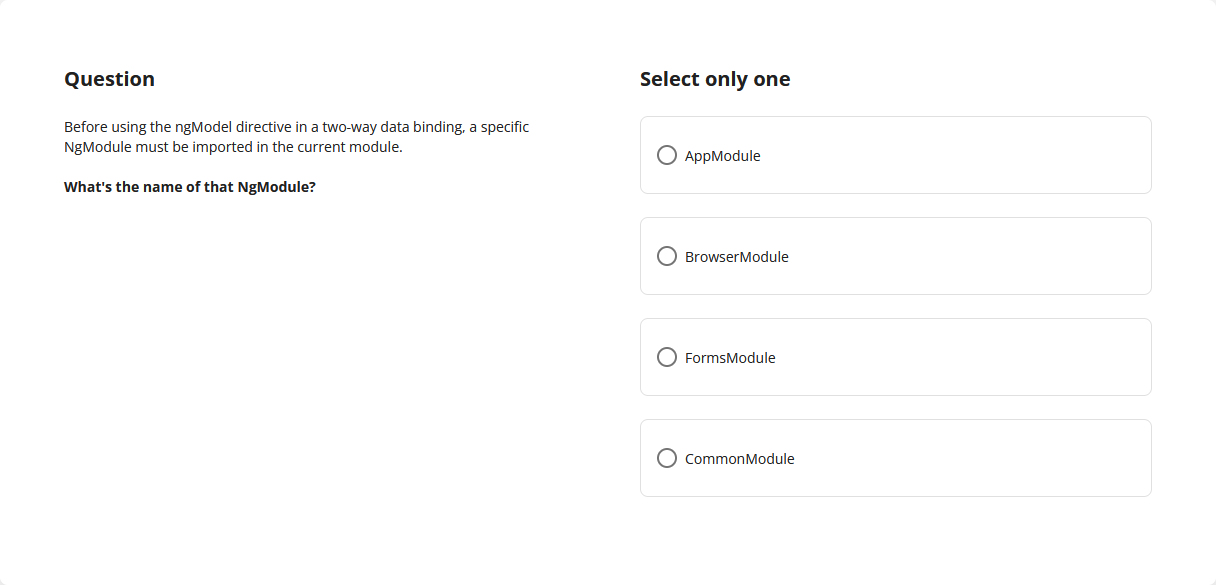 Question
Before using the ngModel directive in a two-way data binding, a specific
NgModule must be imported in the current module.
What's the name of that NgModule?
Select only one
AppModule
BrowserModule
FormsModule
CommonModule